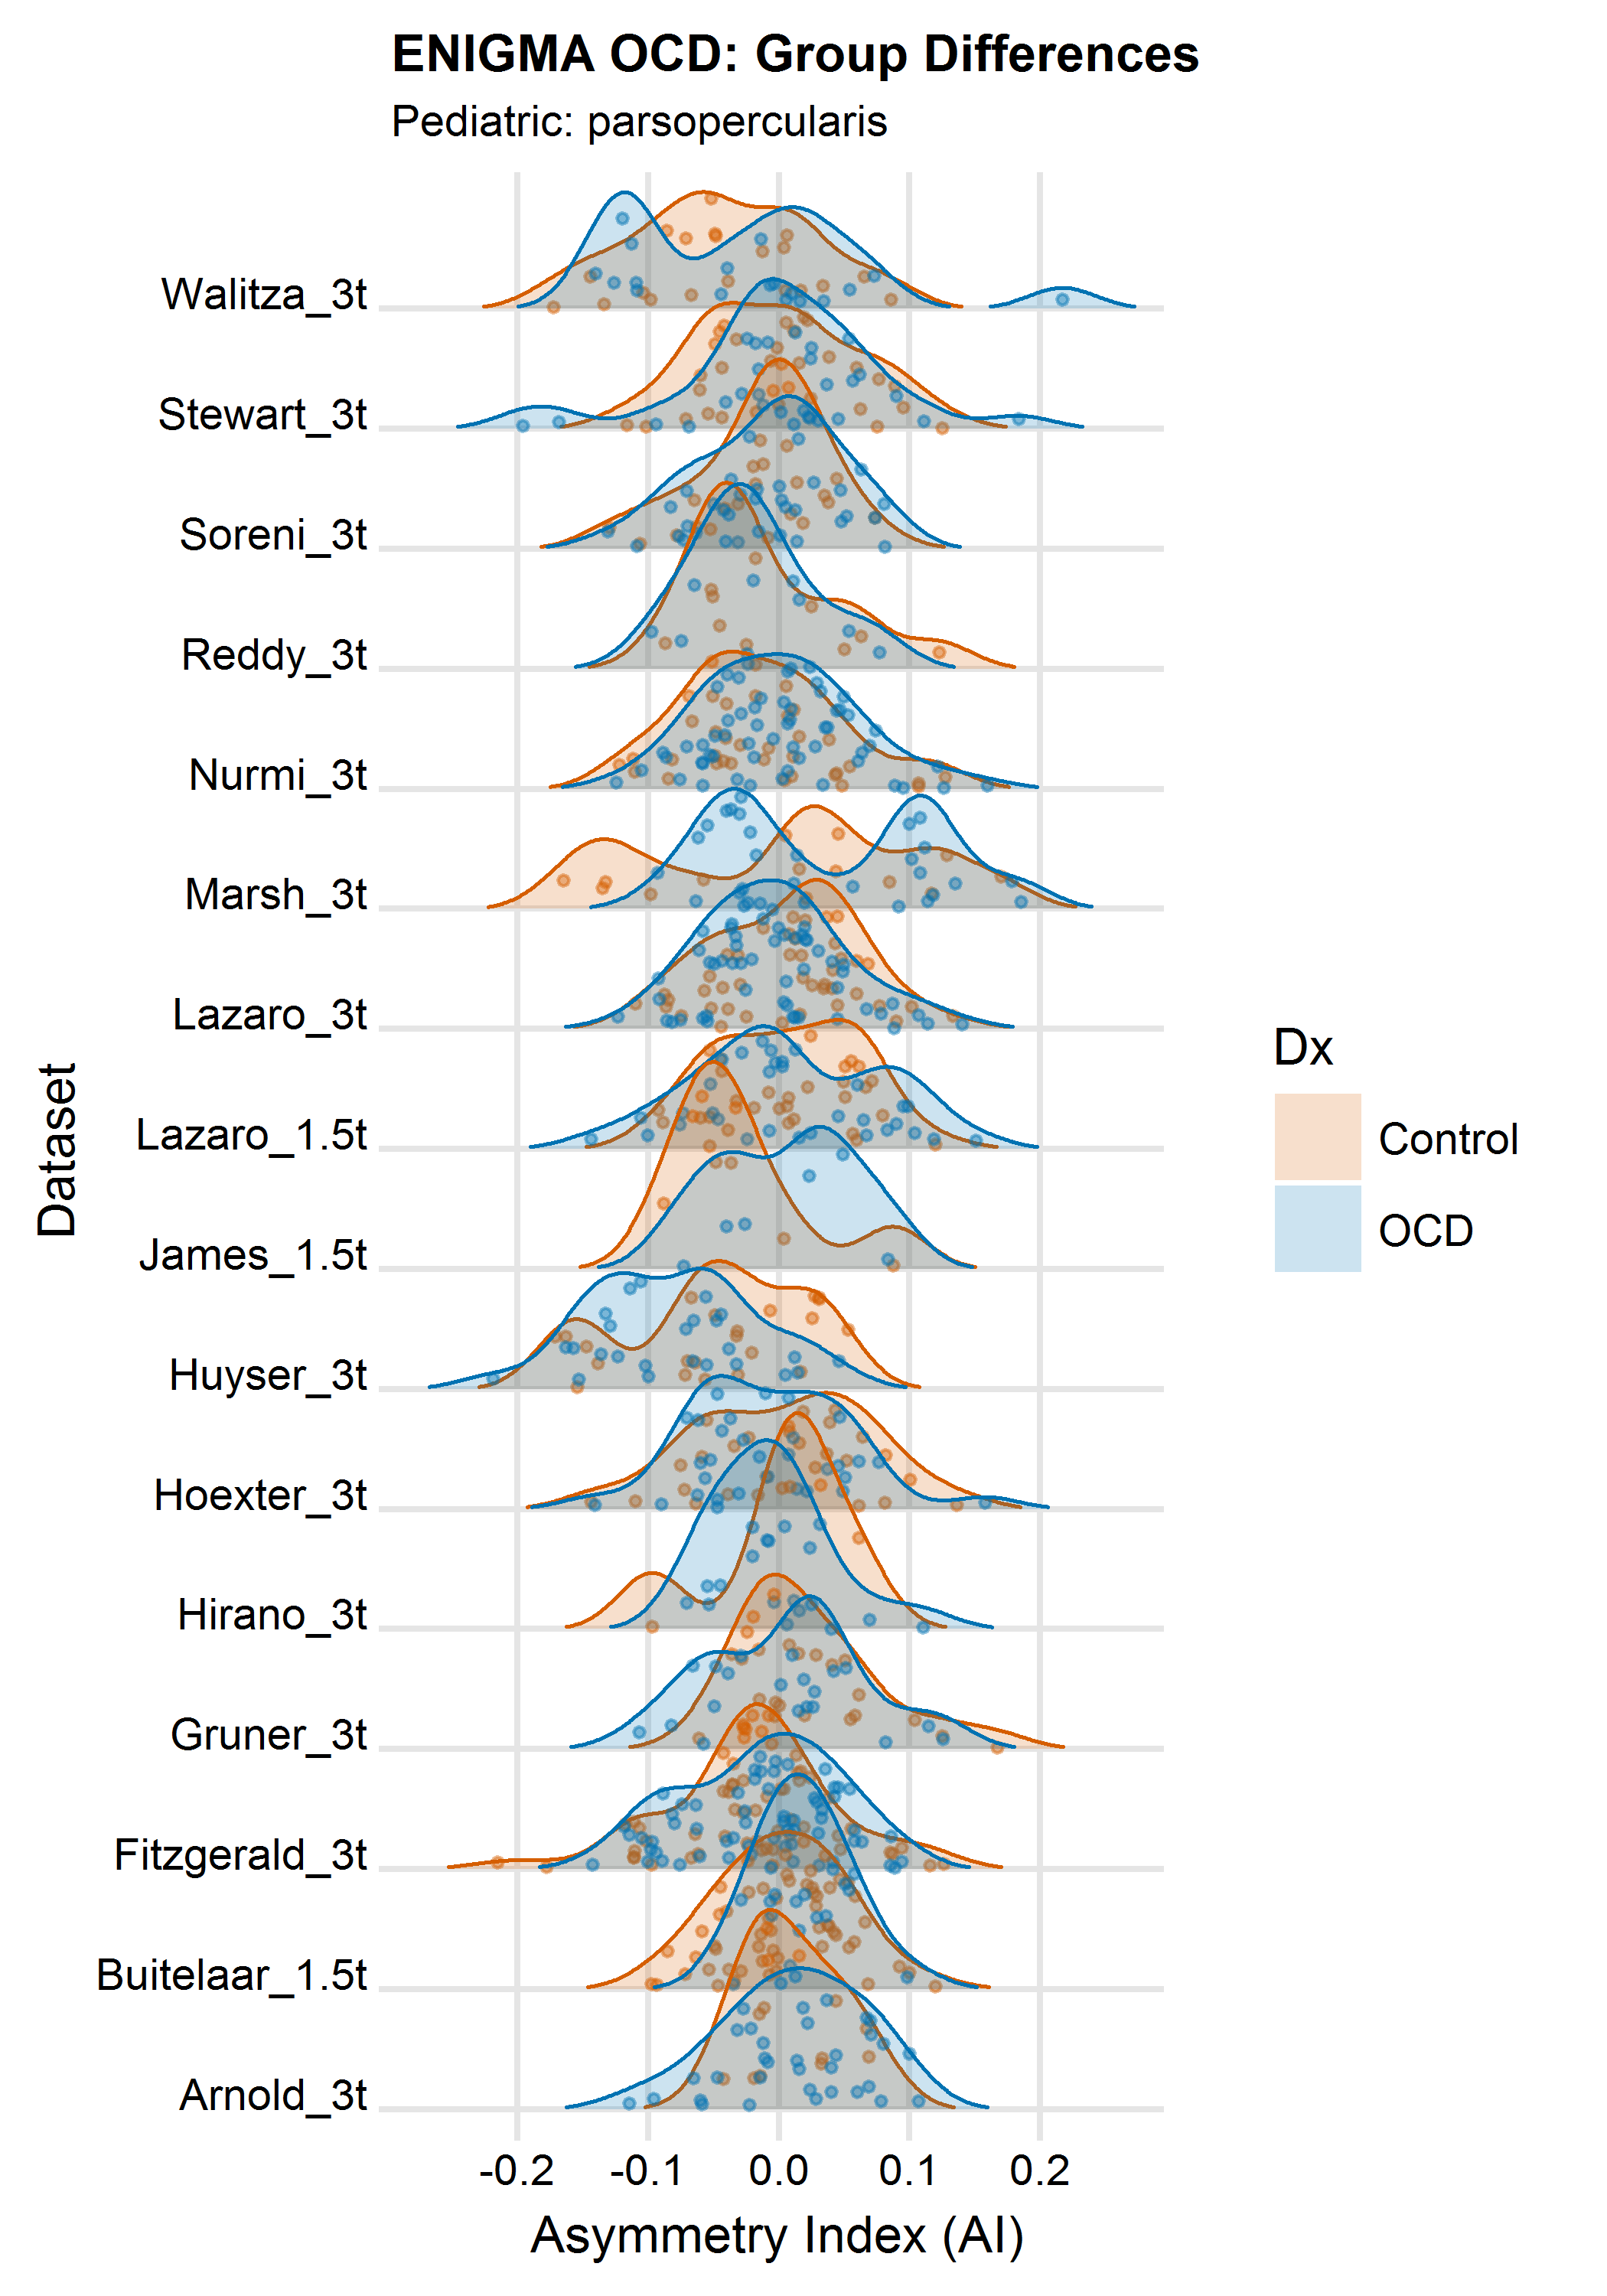 ENIGMA OCD: Group Differences
Pediatric: parsopercularis
Walitza_3t
Stewart_3t
Soreni_3t
Reddy_3t
Nurmi_3t
Marsh_3t
Lazaro_3t
Lazaro_1.5t
James_1.5t
Huyser_3t
Hoexter_3t
Hirano_3t
Gruner_3t
Fitzgerald_3t
Buitelaar_1.5t
Arnold_3t
Dataset
-0.2 -0.1 0.0 0.1 0.2
Asymmetry Index (AI)
Dx
Control
OCD